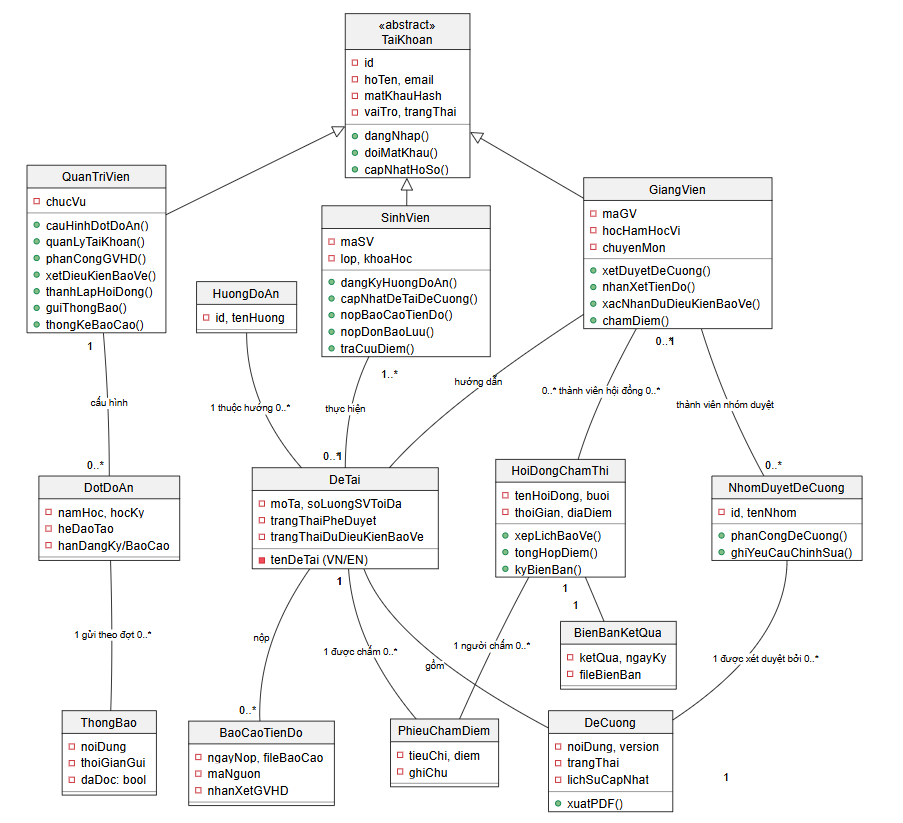 «abstract»
TaiKhoan
id
hoTen, email
matKhauHash
vaiTro, trangThai
dangNhap()
doiMatKhau()
capNhatHoSo()
QuanTriVien
chucVu
cauHinhDotDoAn()
quanLyTaiKhoan()
phanCongGVHD()
xetDieuKienBaoVe()
thanhLapHoiDong()
guiThongBao()
thongKeBaoCao()
SinhVien
maSV
lop, khoaHoc
dangKyHuongDoAn()
capNhatDeTaiDeCuong()
nopBaoCaoTienDo()
nopDonBaoLuu()
traCuuDiem()
GiangVien
maGV
hocHamHocVi
chuyenMon
xetDuyetDeCuong()
nhanXetTienDo()
xacNhanDuDieuKienBaoVe()
chamDiem()
HuongDoAn
id, tenHuong
1
cấu hình
0..*
1 thuộc hướng 0..*
1..*
thực hiện
0..*
1
hướng dẫn
0..*
1
0..* thành viên hội đồng 0..*
thành viên nhóm duyệt
0..*
DotDoAn
namHoc, hocKy
heDaoTao
hanDangKy/BaoCao
DeTai
moTa, soLuongSVToiDa
trangThaiPheDuyet
trangThaiDuDieuKienBaoVe
tenDeTai (VN/EN)
HoiDongChamThi
tenHoiDong, buoi
thoiGian, diaDiem
xepLichBaoVe()
tongHopDiem()
kyBienBan()
NhomDuyetDeCuong
id, tenNhom
phanCongDeCuong()
ghiYeuCauChinhSua()
1
1
1
1 gửi theo đợt 0..*
nộp
0..*
1 được chấm 0..*
gồm
1 người chấm 0..*
1 được xét duyệt bởi 0..*
BienBanKetQua
ketQua, ngayKy
fileBienBan
ThongBao
noiDung
thoiGianGui
daDoc: bool
BaoCaoTienDo
ngayNop, fileBaoCao
maNguon
nhanXetGVHD
PhieuChamDiem
tieuChi, diem
ghiChu
DeCuong
noiDung, version
trangThai
lichSuCapNhat
xuatPDF()
1